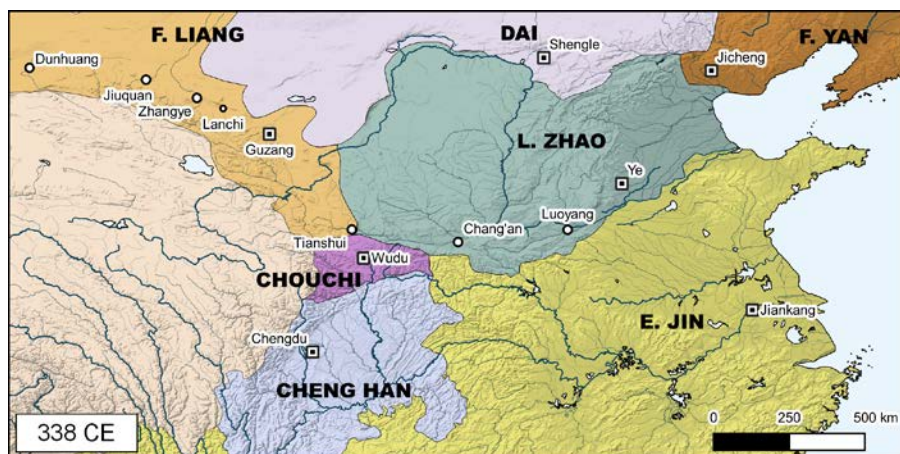 F. LIANG
DAI
F. YAN
Dunhuang
Shengle
Jicheng
Jiuquan
Zhangye
Lanchi
Guzang
L. ZHAO
Ye
Tianshui
Chang'an
Luoyang
Wudu
CHOUCHI
Chengdu
E. JIN
Jiankang
CHENG HAN
338 CE
0 250 500 km